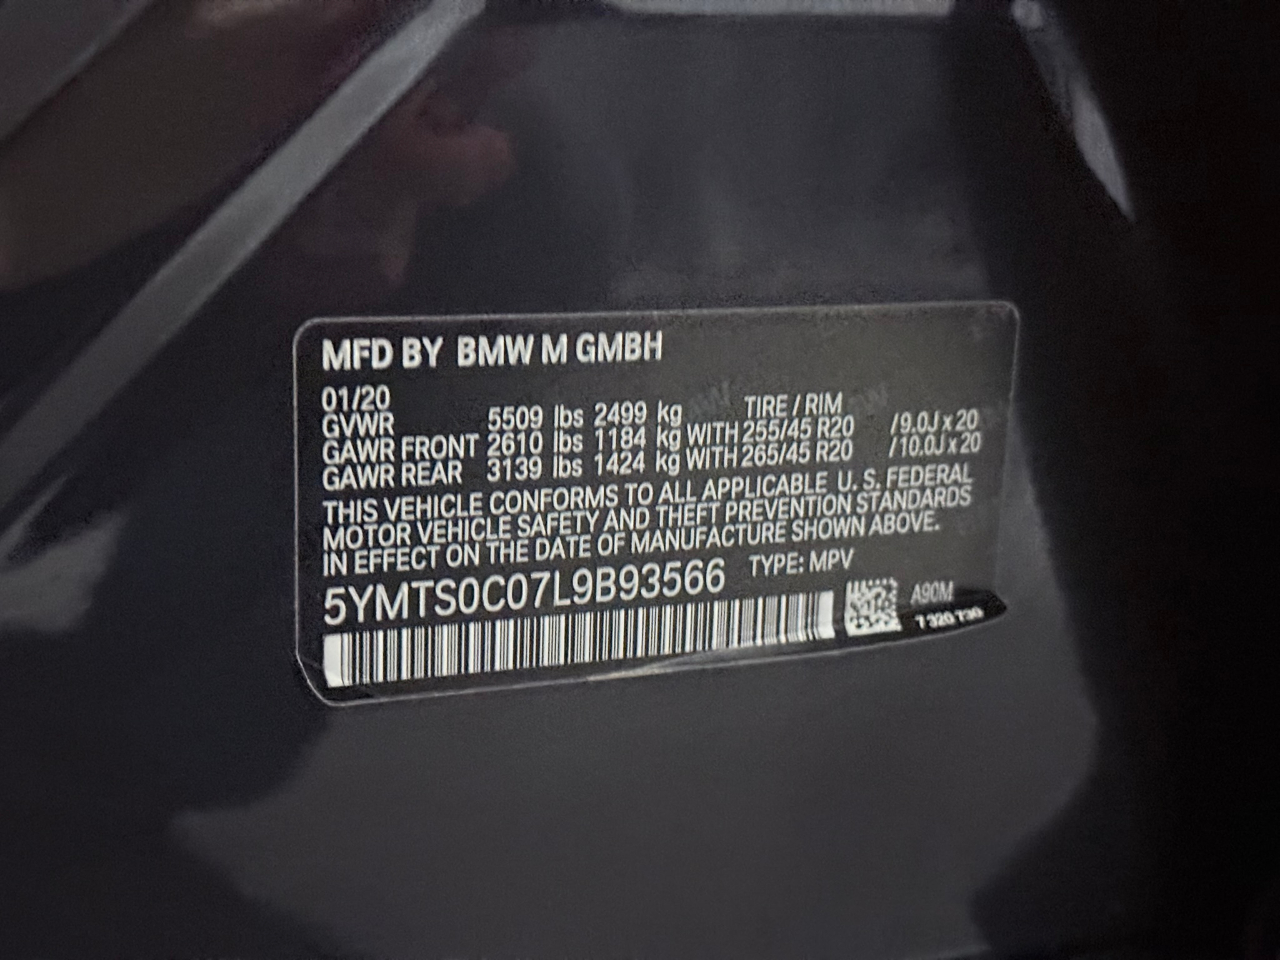 MFD BY BMW M GMBH
01/20
GVWR 5509 lbs 2499 kg TIRE / RIM
GAWR FRONT 2610 lbs 1184 kg WITH 255/45 R20 /9.0J x 20
GAWR REAR 3139 lbs 1424 kg WITH 265/45 R20 /10.0J x 20
THIS VEHICLE CONFORMS TO ALL APPLICABLE U. S. FEDERAL
MOTOR VEHICLE SAFETY AND THEFT PREVENTION STANDARDS
IN EFFECT ON THE DATE OF MANUFACTURE SHOWN ABOVE.
5YMTS0C07L9B93566 TYPE: MPV
A90M
7 320 730